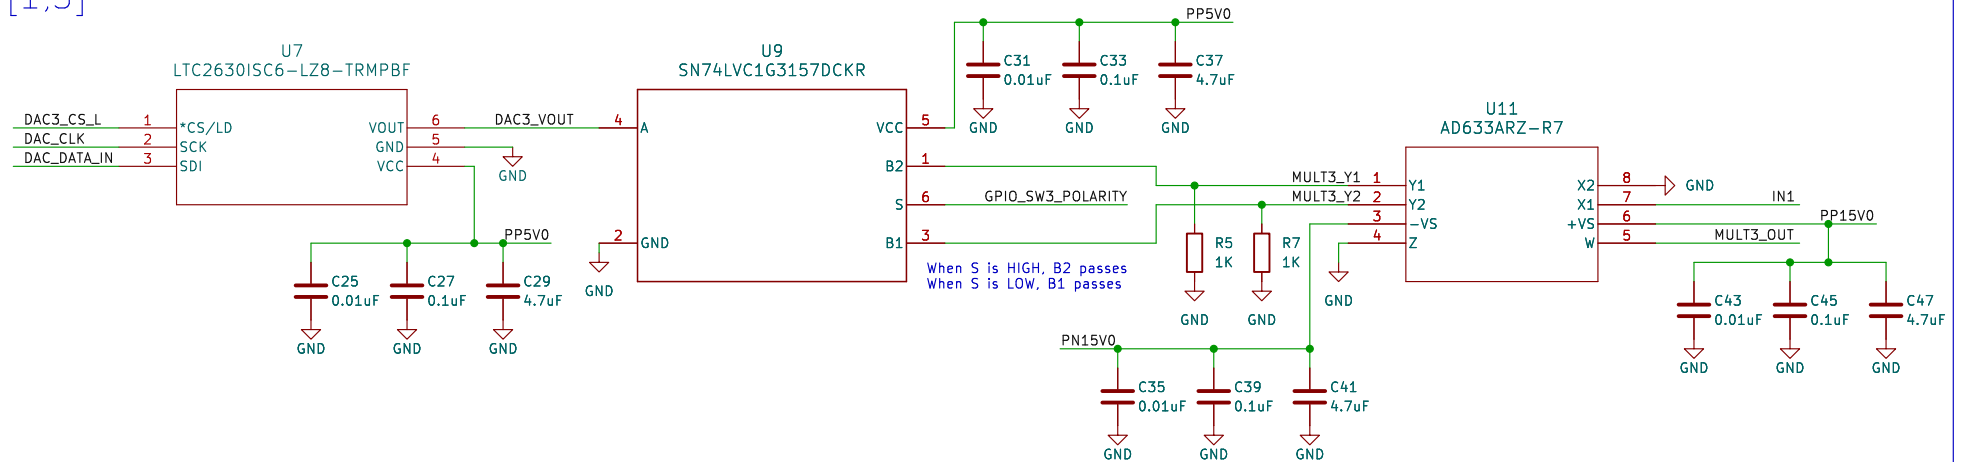 [1,5]
U7
LTC2630ISC6-LZ8-TRMPBF
DAC3_CS_L
DAC_CLK
DAC_DATA_IN
1
2
3
*CS/LD
SCK
SDI
VOUT
GND
VCC
6
5
4
DAC3_VOUT
GND
PP5V0
C25
0.01uF
GND
C27
0.1uF
GND
C29
4.7uF
GND
U9
SN74LVC1G3157DCKR
4
A
2
GND
GND
VCC
5
B2
1
S
6
B1
3
GPIO_SW3_POLARITY
When S is HIGH, B2 passes
When S is LOW, B1 passes
PP5V0
C31
0.01uF
GND
C33
0.1uF
GND
C37
4.7uF
GND
MULT3_Y1
MULT3_Y2
R5
1K
GND
R7
1K
GND
GND
PN15V0
C35
0.01uF
GND
C39
0.1uF
GND
C41
4.7uF
GND
U11
AD633ARZ-R7
1
2
3
4
Y1
Y2
-VS
Z
X2
X1
+VS
W
8
7
6
5
GND
IN1
PP15V0
MULT3_OUT
C43
0.01uF
GND
C45
0.1uF
GND
C47
4.7uF
GND